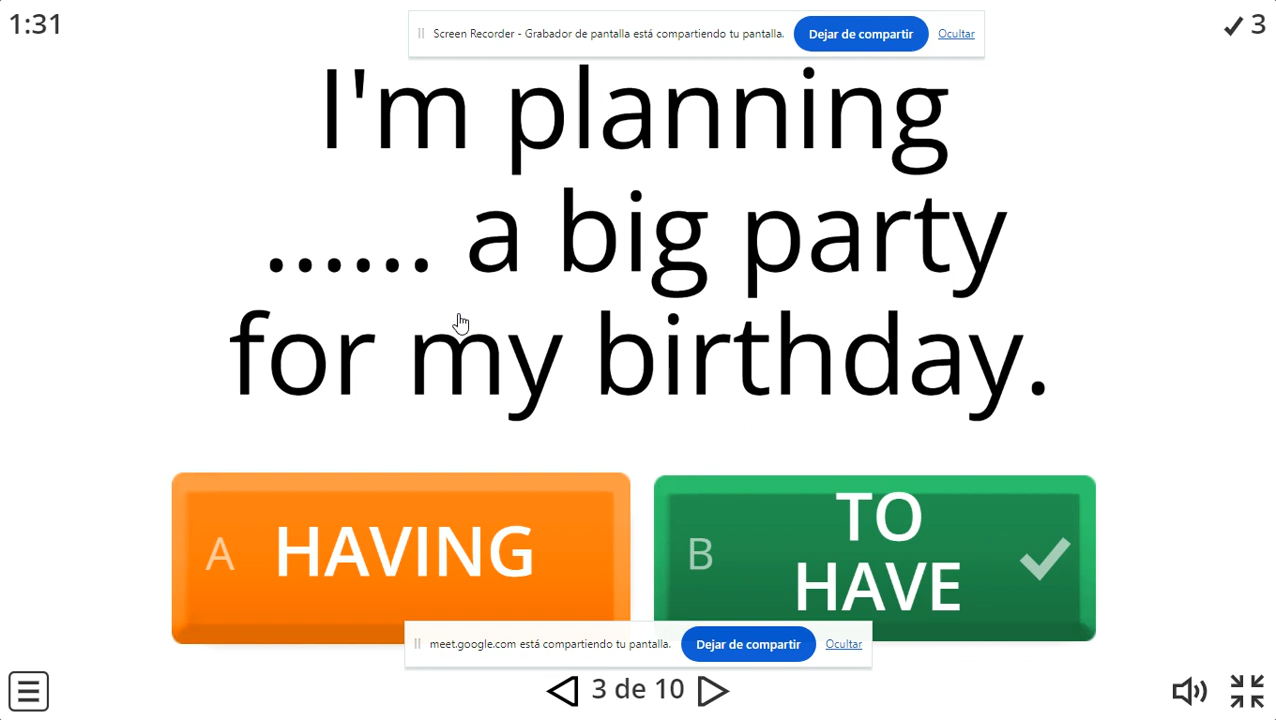 1:31
Screen Recorder - Grabador de pantalla está compartiendo tu pantalla. Dejar de compartir Ocultar
3
I'm planning
...... a big party
for my birthday.
A HAVING
B TO
HAVE
meet.google.com está compartiendo tu pantalla. Dejar de compartir Ocultar
3 de 10